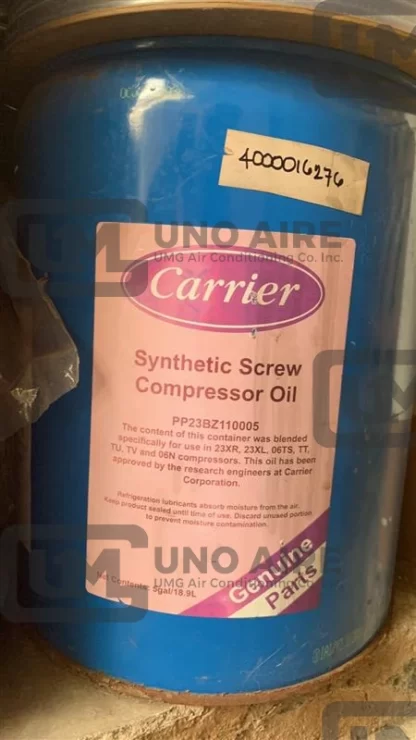 4000016276
UNO AIRE
UMG Air Conditioning Co. Inc.
Carrier
Synthetic Screw
Compressor Oil
PP23BZ110005
The content of this container was blended
specifically for use in 23XR, 23XL, 06TS, TT,
TU, TV and 06N compressors. This oil has been
approved by the research engineers at Carrier
Corporation.
Refrigeration lubricants absorb moisture from the air.
Keep product sealed until time of use. Discard unused portion
to prevent moisture contamination.
UNO AIRE
UMG Air Conditioning Co. Inc.
Net Contents: 5gal/18.9L
Genuine
Parts